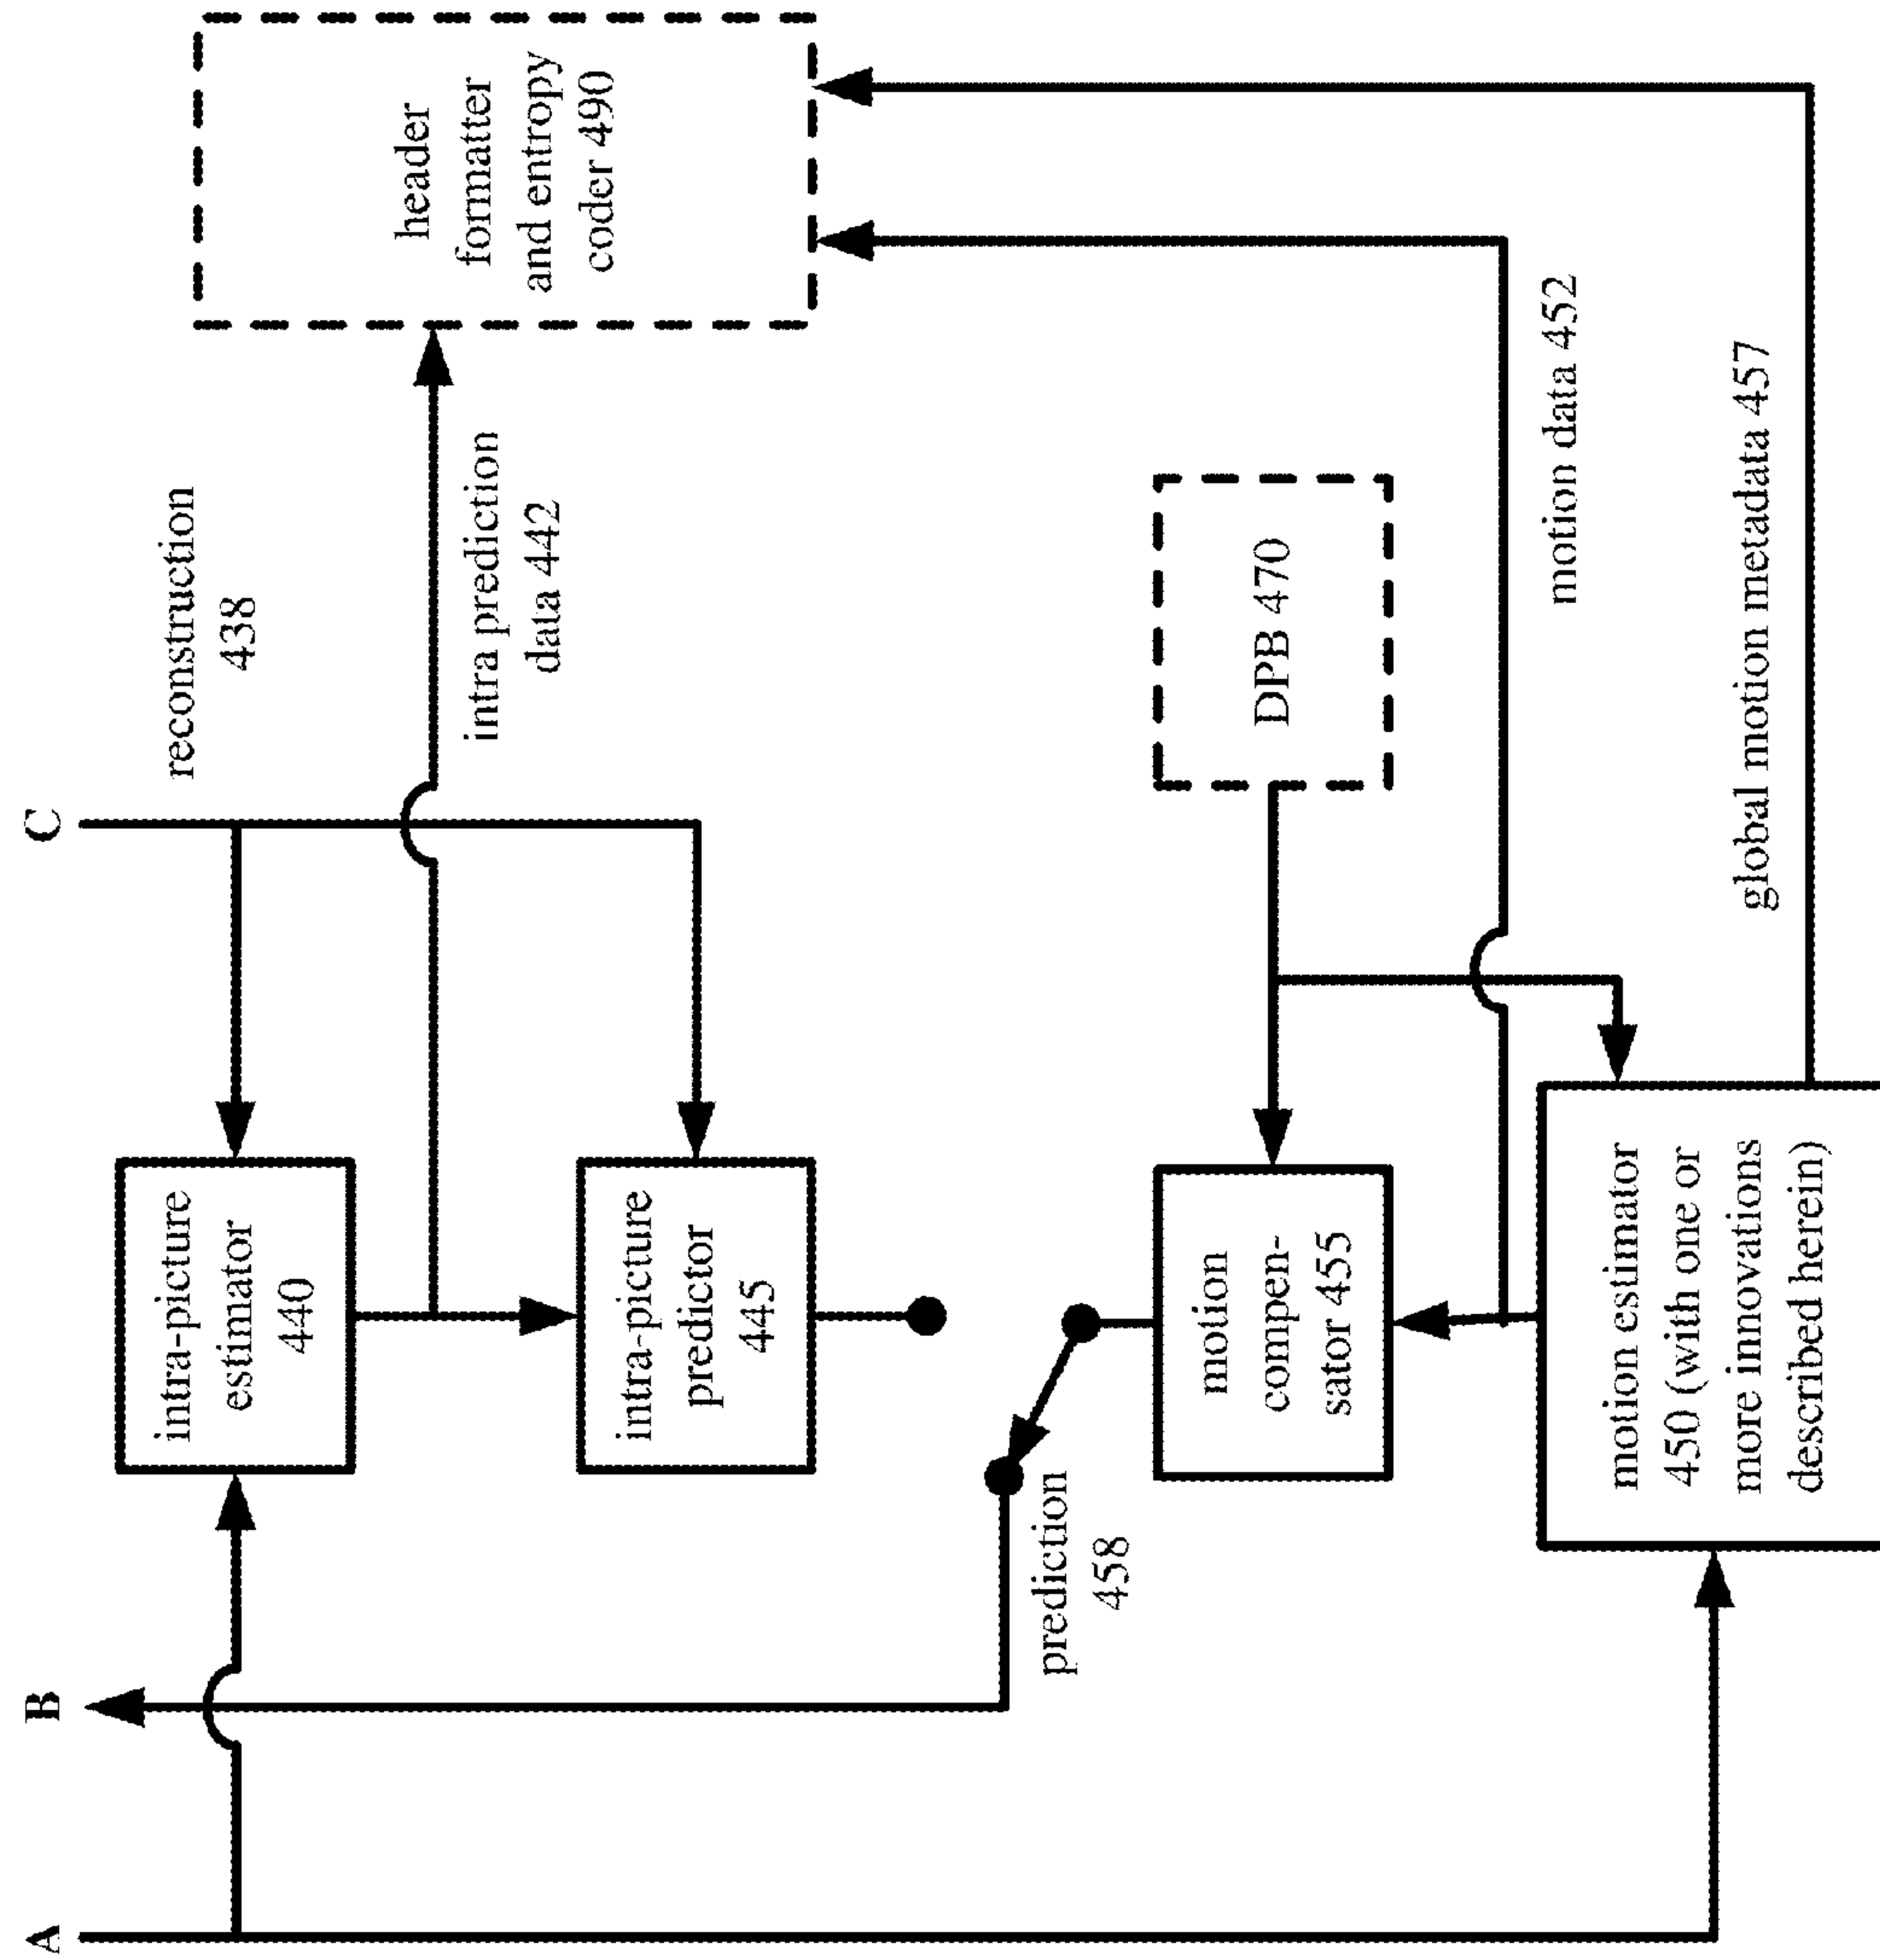 A
B
C
reconstruction
438
header
formatter
and entropy
coder 490
intra-picture
estimator
440
intra prediction
data 442
intra-picture
predictor
445
prediction
458
DPB 470
motion
compen-
sator 455
motion data 452
motion estimator
450 (with one or
more innovations
described herein)
global motion metadata 457